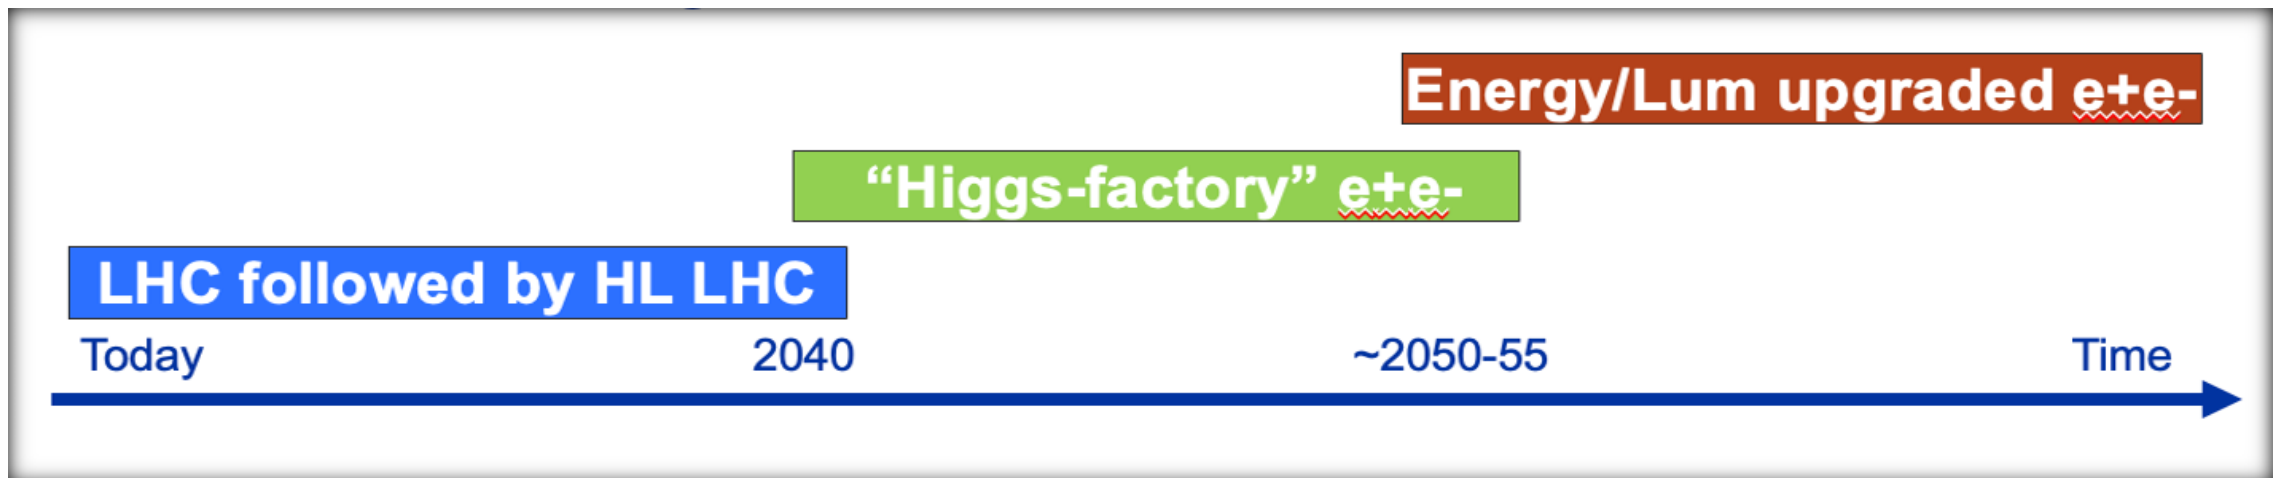 Energy/Lum upgraded e+e-
“Higgs-factory” e+e-
LHC followed by HL LHC
Today 2040 ~2050-55 Time